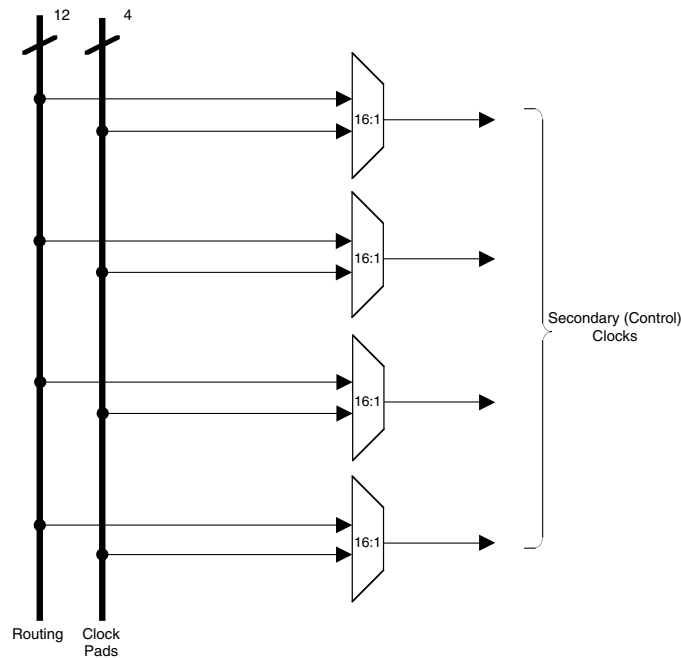 12
4
16:1
16:1
Secondary (Control)
Clocks
16:1
16:1
Routing
Clock
Pads